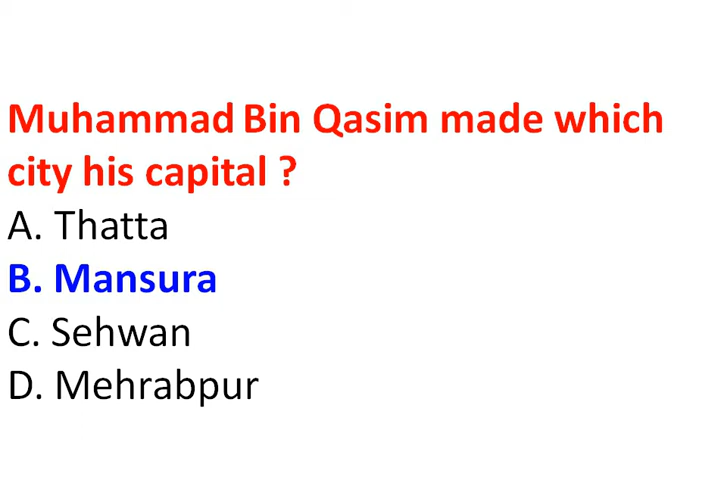 Muhammad Bin Qasim made which
city his capital ?
A. Thatta
B. Mansura
C. Sehwan
D. Mehrabpur